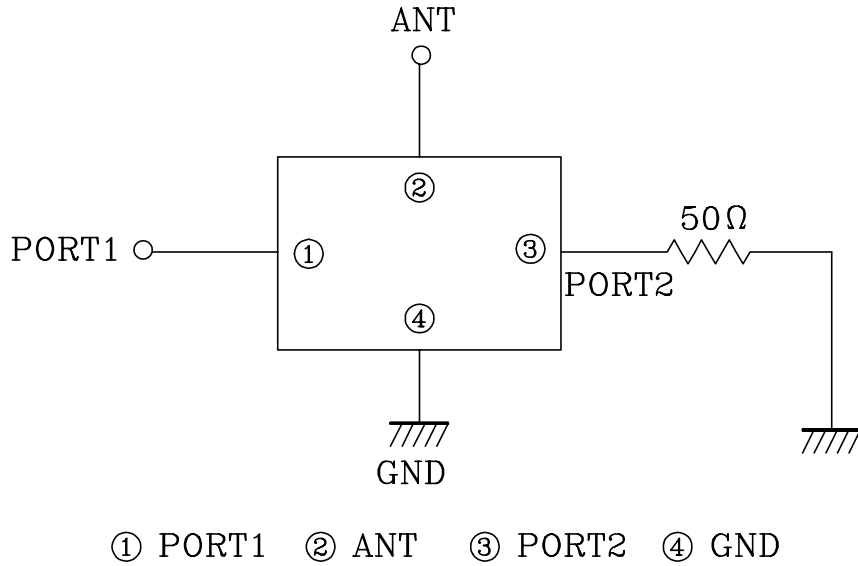 ANT
②
50Ω
PORT1 ① ③
PORT2
④
GND
① PORT1 ② ANT ③ PORT2 ④ GND